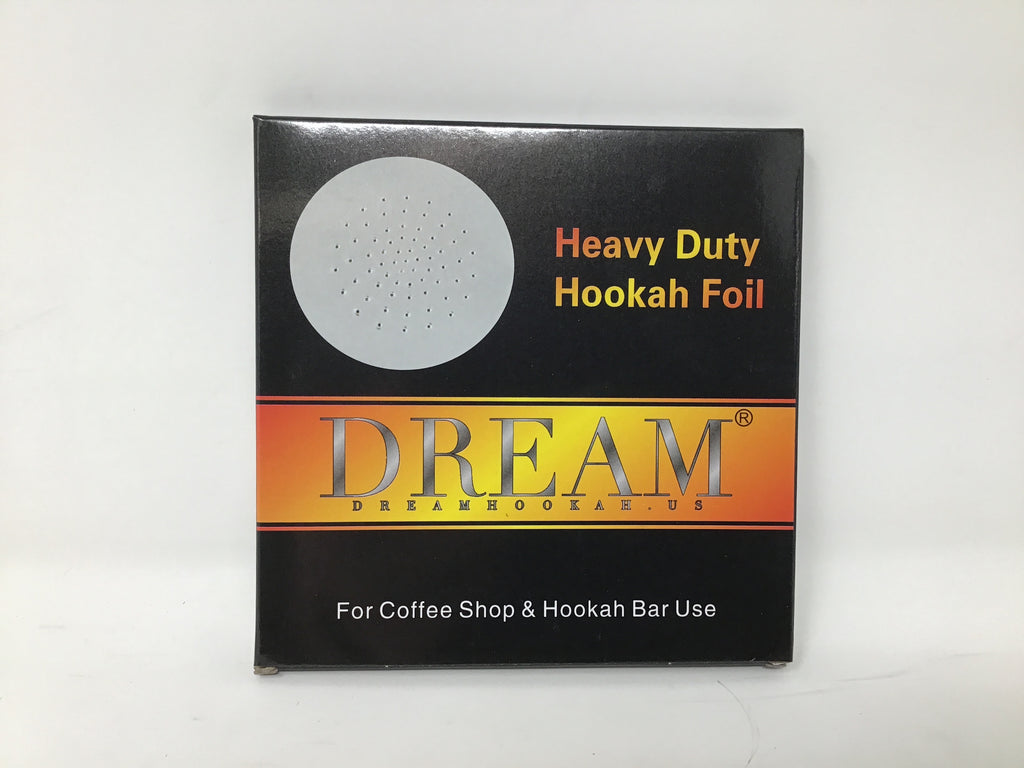 Heavy Duty
Hookah Foil
DREAM®
DREAMHOOKAH.US
For Coffee Shop & Hookah Bar Use